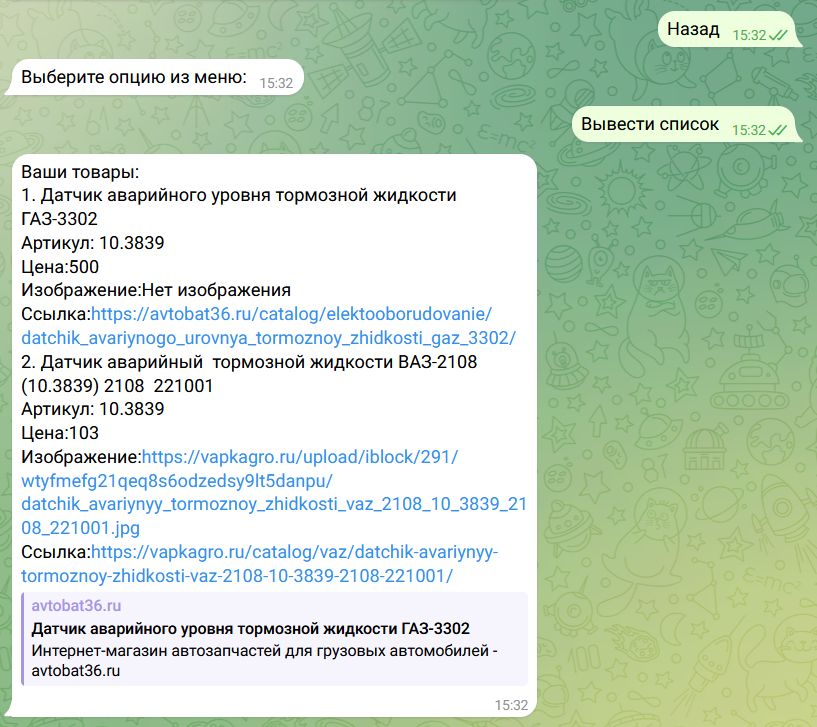 Назад 15:32
Выберите опцию из меню: 15:32
Вывести список 15:32
Ваши товары:
1. Датчик аварийного уровня тормозной жидкости
ГАЗ-3302
Артикул: 10.3839
Цена:500
Изображение:Нет изображения
Ссылка:https://avtobat36.ru/catalog/elektooborudovanie/
datchik_avariynogo_urovnya_tormoznoy_zhidkosti_gaz_3302/
2. Датчик аварийный  тормозной жидкости ВАЗ-2108
(10.3839) 2108  221001
Артикул: 10.3839
Цена:103
Изображение:https://vapkagro.ru/upload/iblock/291/
wtyfmefg21qeq8s6odzedsy9lt5danpu/
datchik_avariynyy_tormoznoy_zhidkosti_vaz_2108_10_3839_21
08_221001.jpg
Ссылка:https://vapkagro.ru/catalog/vaz/datchik-avariynyy-
tormoznoy-zhidkosti-vaz-2108-10-3839-2108-221001/
avtobat36.ru
Датчик аварийного уровня тормозной жидкости ГАЗ-3302
Интернет-магазин автозапчастей для грузовых автомобилей -
avtobat36.ru
15:32